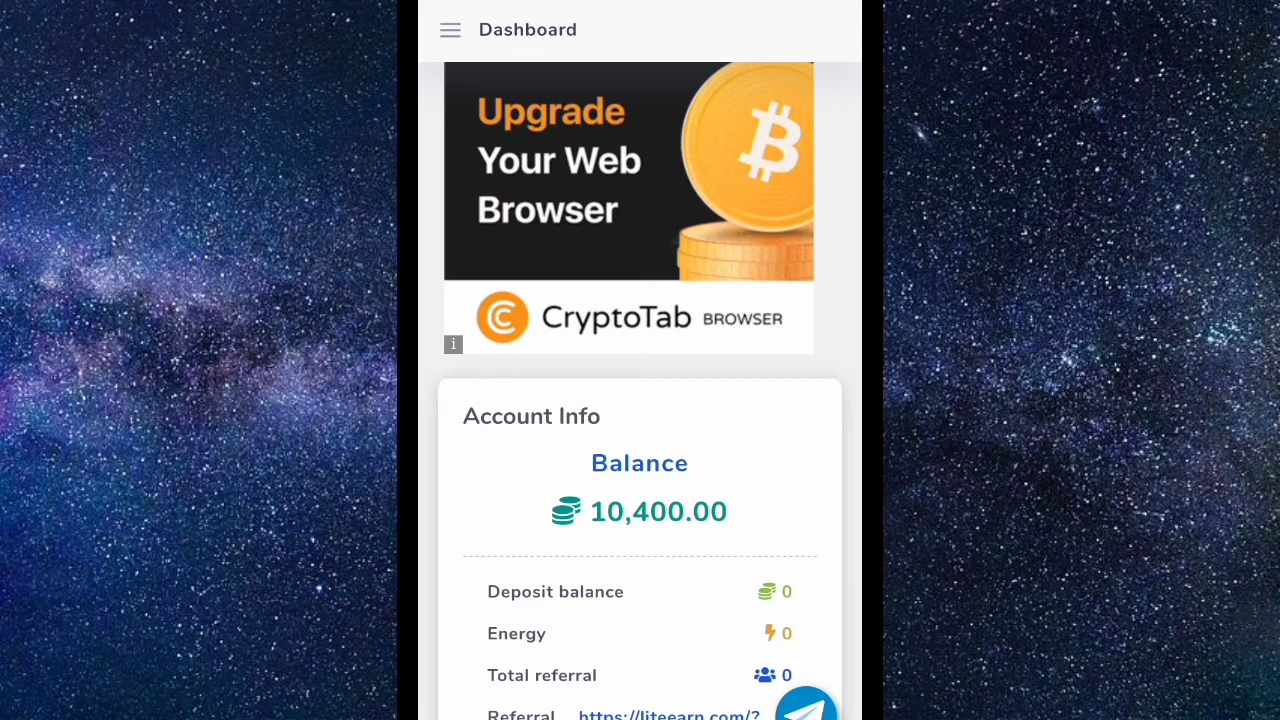 Dashboard
Upgrade
Your Web
Browser
CryptoTab BROWSER
i
Account Info
Balance
10,400.00
Deposit balance 0
Energy 0
Total referral 0
Referral https://liteearn.com/?